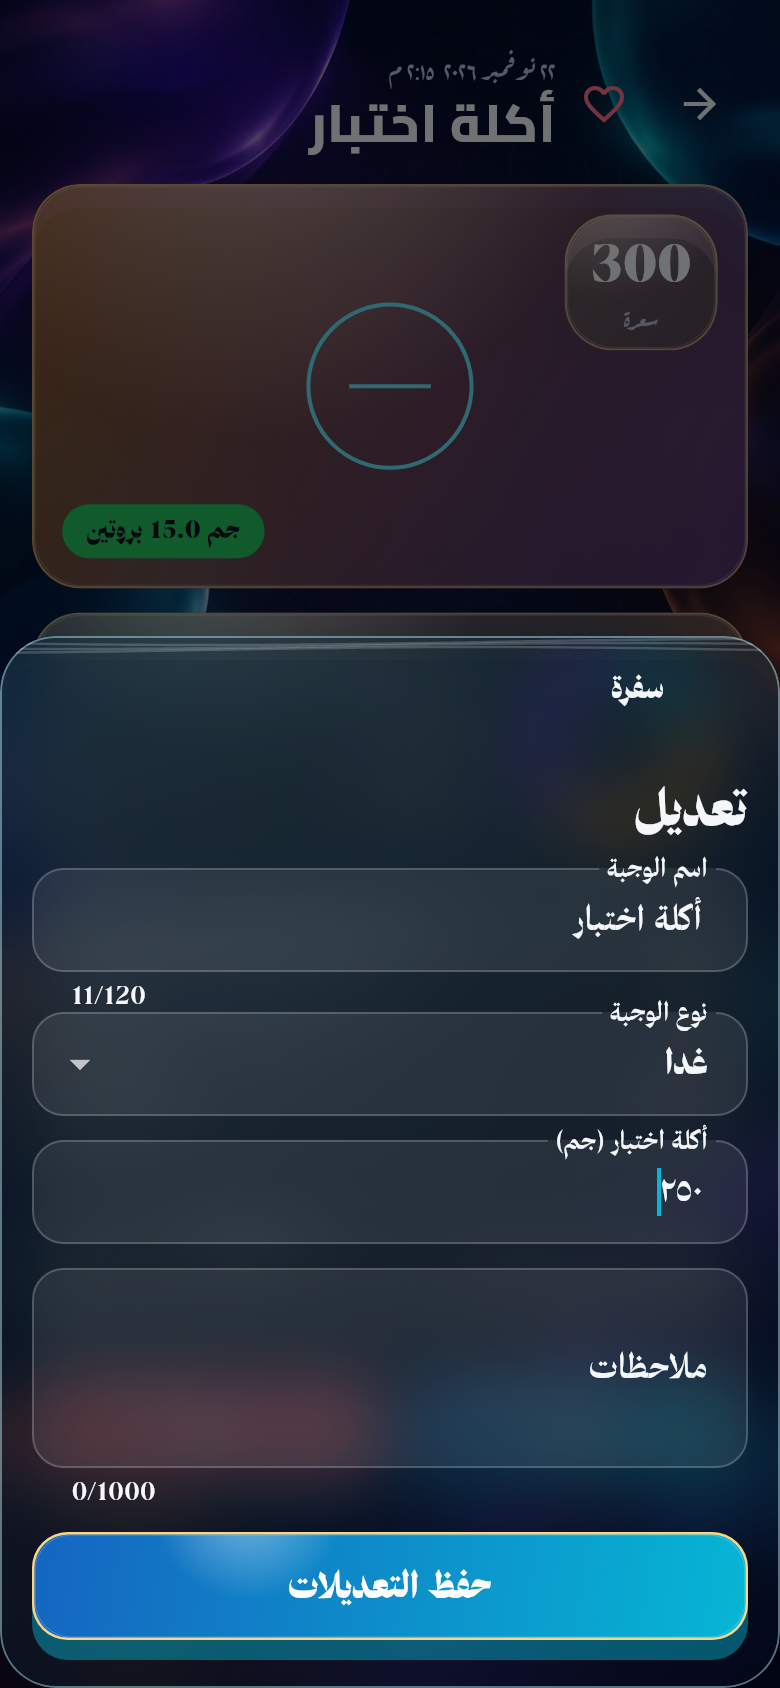 ٢٢ نوفمبر ٢٠٢٦ ٢:١٥ م
أكلة اختبار
300
سعرة
جم 15.0 بروتين
سفرة
تعديل
اسم الوجبة
أكلة اختبار
11/120
نوع الوجبة
غدا
أكلة اختبار (جم)
٢٥٠
ملاحظات
0/1000
حفظ التعديلات